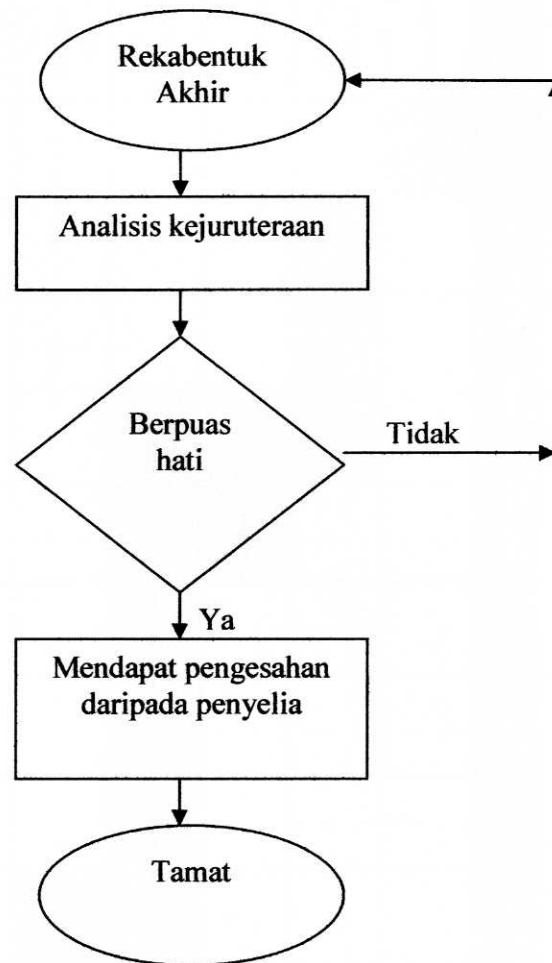 Rekabentuk
Akhir
Analisis kejuruteraan
Berpuas
hati
Tidak
Ya
Mendapat pengesahan
daripada penyelia
Tamat